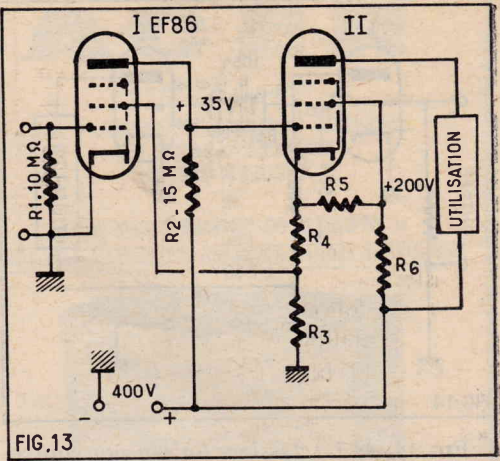 I EF86
II
+ 35V
R1.10 MΩ
R2 - 15 MΩ
R5
+200V
UTILISATION
R4
R6
R3
400V
- +
FIG.13